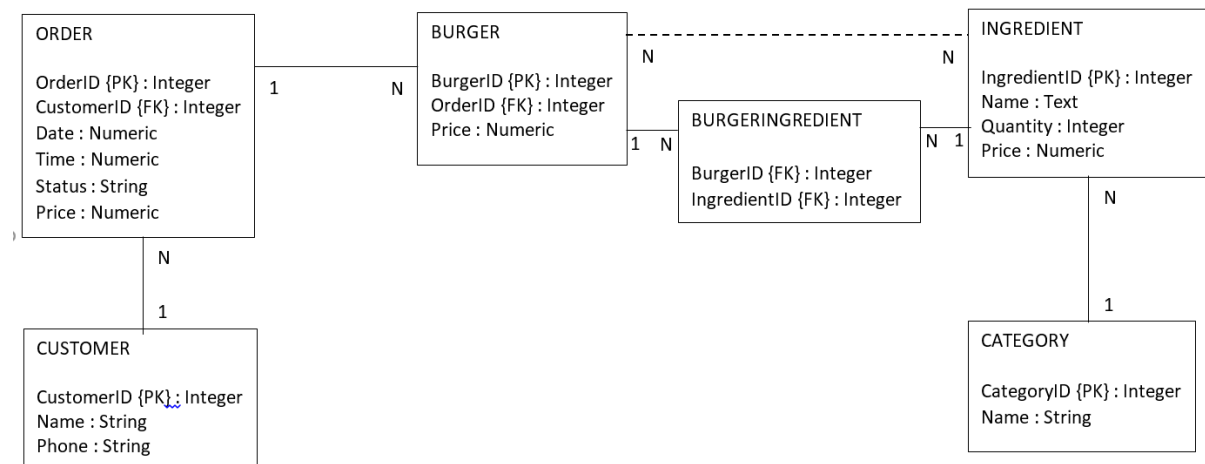 ORDER
OrderID {PK} : Integer
CustomerID {FK} : Integer
Date : Numeric
Time : Numeric
Status : String
Price : Numeric
1
N
BURGER
BurgerID {PK} : Integer
OrderID {FK} : Integer
Price : Numeric
N
N
1
N
BURGERINGREDIENT
BurgerID {FK} : Integer
IngredientID {FK} : Integer
N
1
INGREDIENT
IngredientID {PK} : Integer
Name : Text
Quantity : Integer
Price : Numeric
N
1
CUSTOMER
CustomerID {PK} : Integer
Name : String
Phone : String
N
1
CATEGORY
CategoryID {PK} : Integer
Name : String